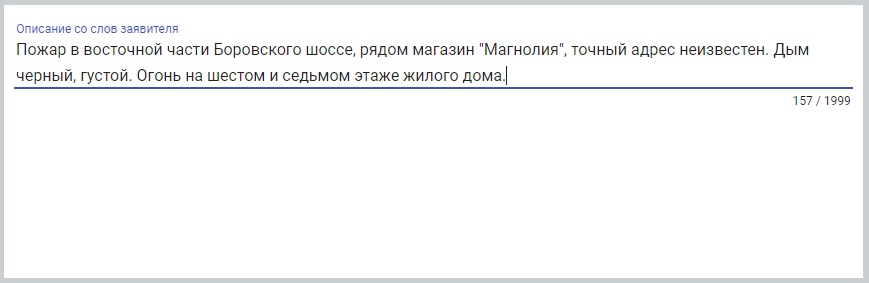 Описание со слов заявителя
Пожар в восточной части Боровского шоссе, рядом магазин "Магнолия", точный адрес неизвестен. Дым
черный, густой. Огонь на шестом и седьмом этаже жилого дома.
157 / 1999